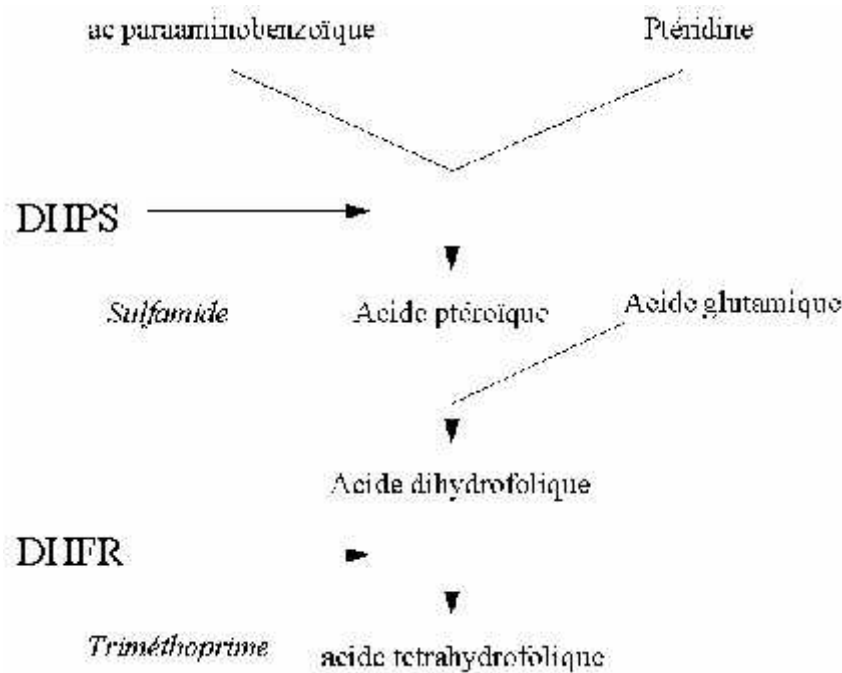 ac paraaminobenzoïque
Ptéridine
DHPS
Sulfamide
Acide ptéroïque
Acide glutamique
Acide dihydrofolique
DHFR
Triméthoprime
acide tetrahydrofolique